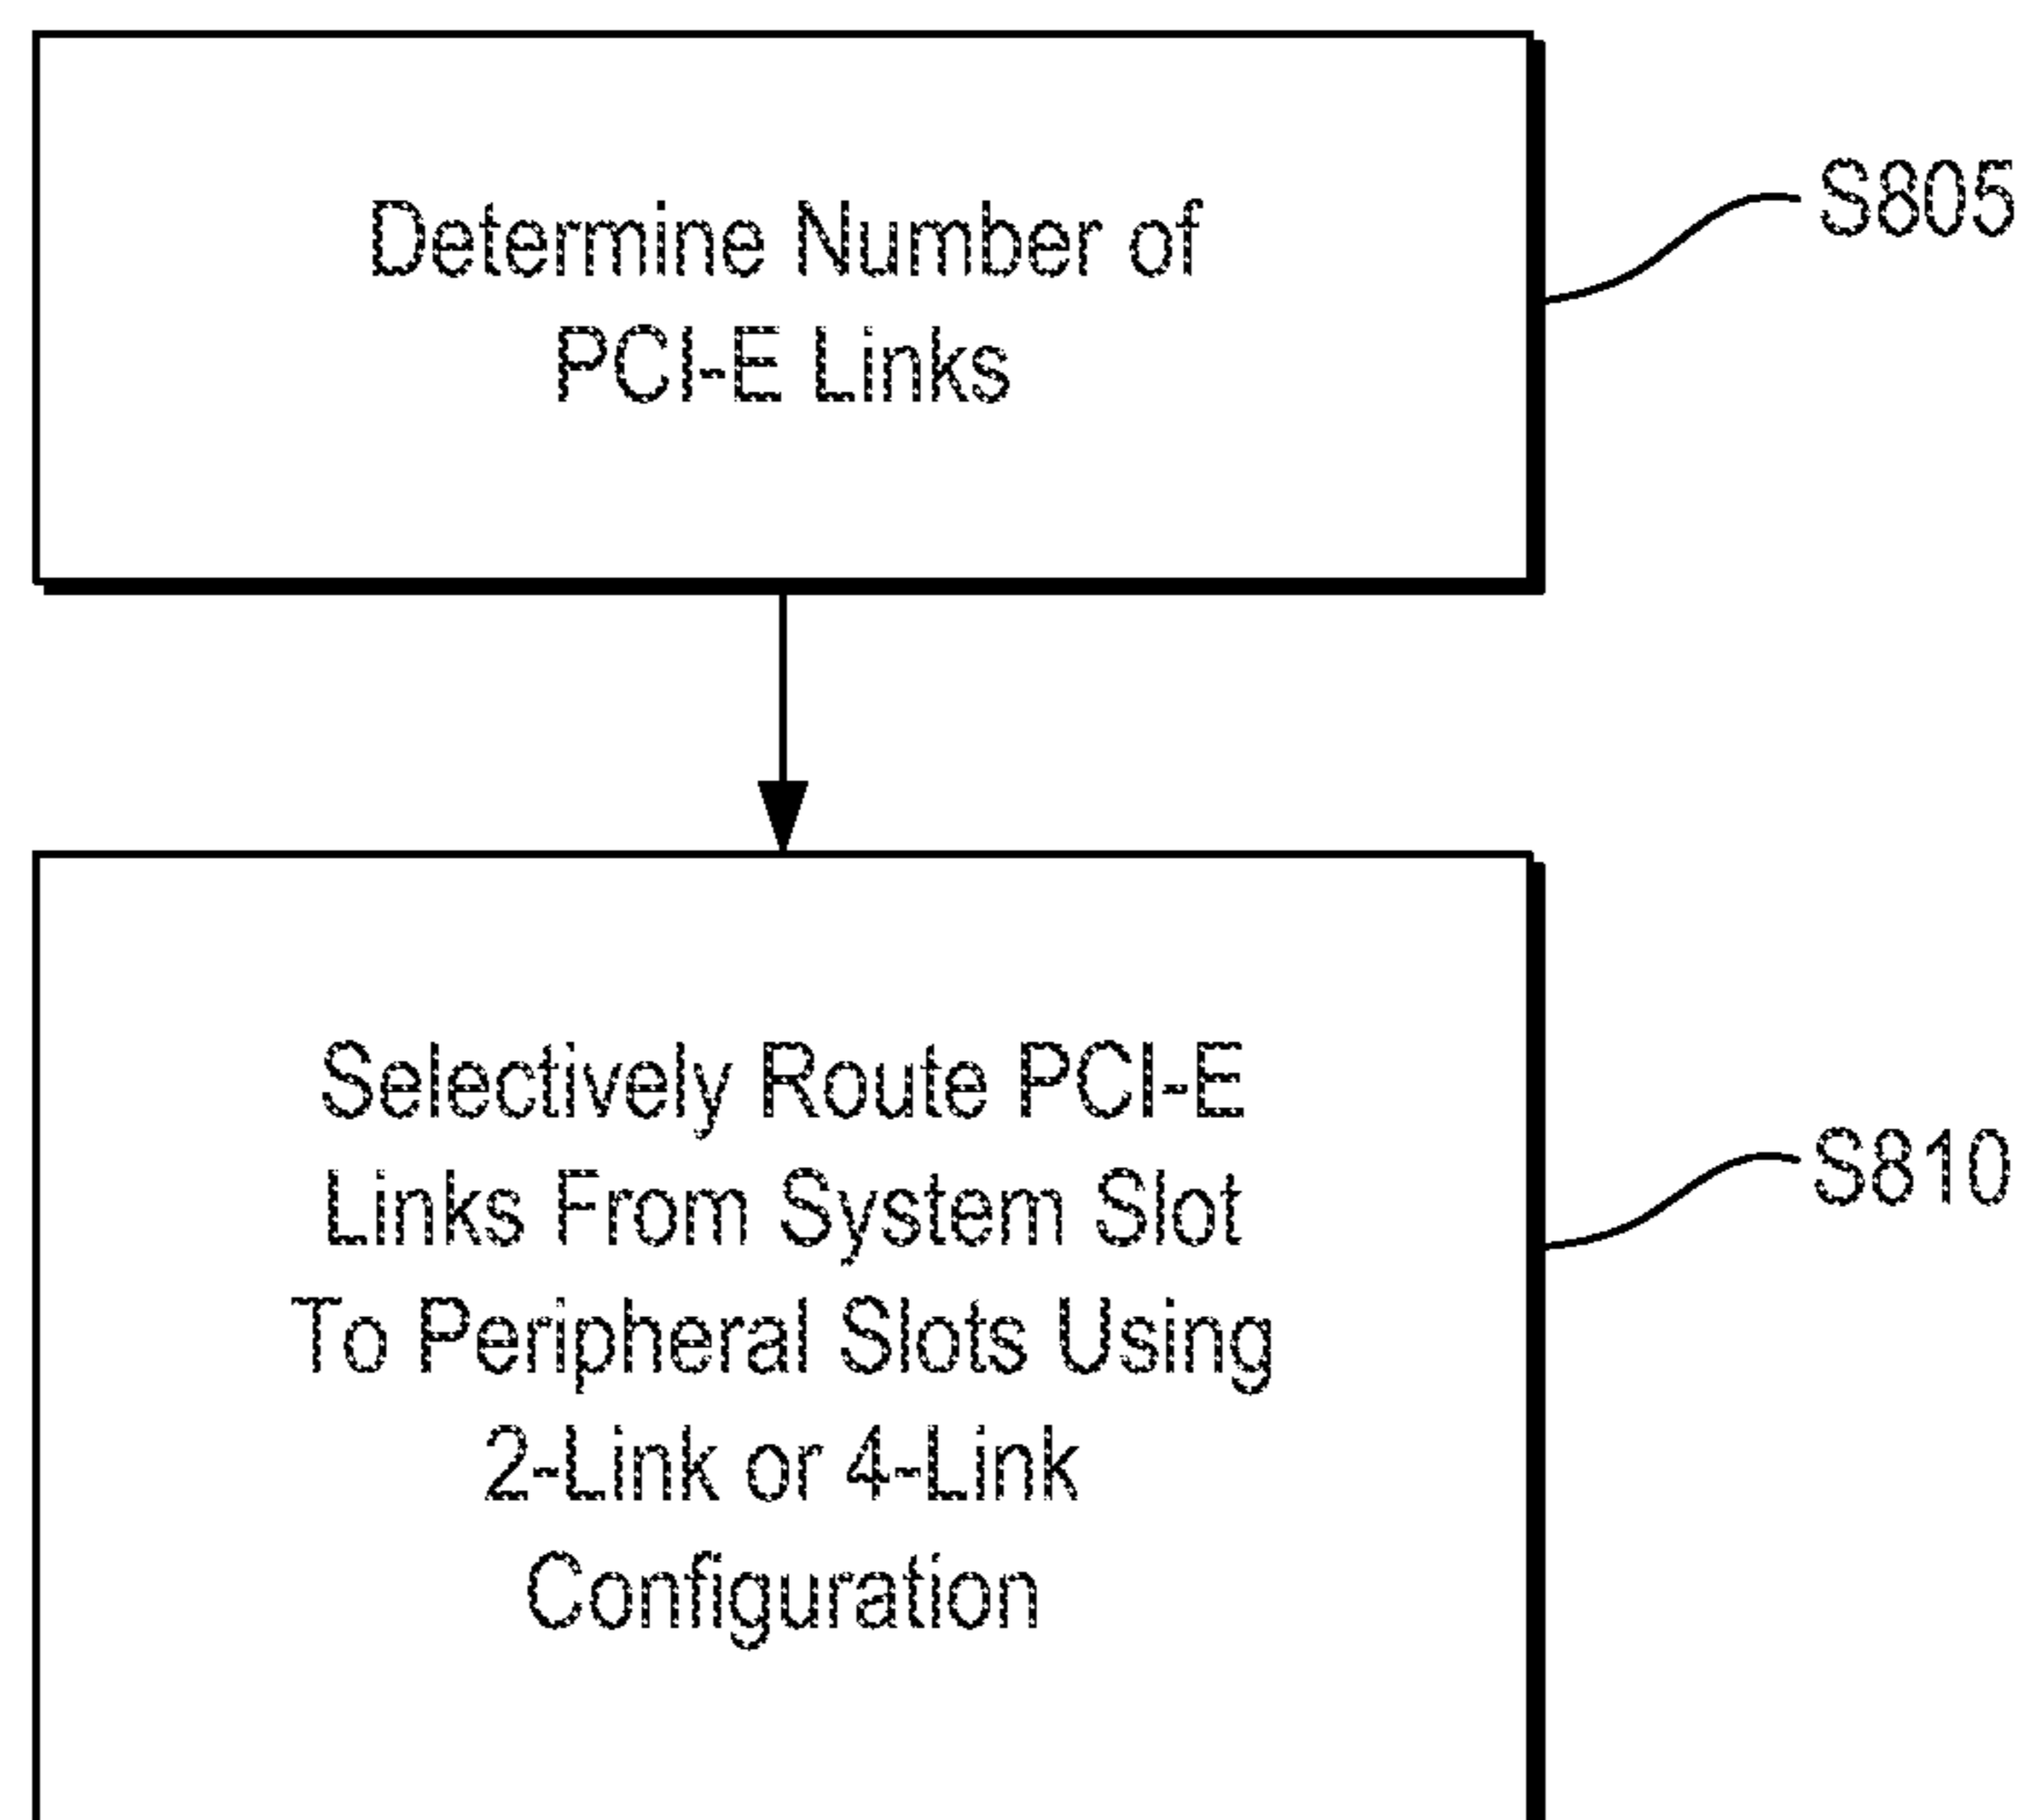 Determine Number of
PCI-E Links
S805
Selectively Route PCI-E
Links From System Slot
To Peripheral Slots Using
2-Link or 4-Link
Configuration
S810